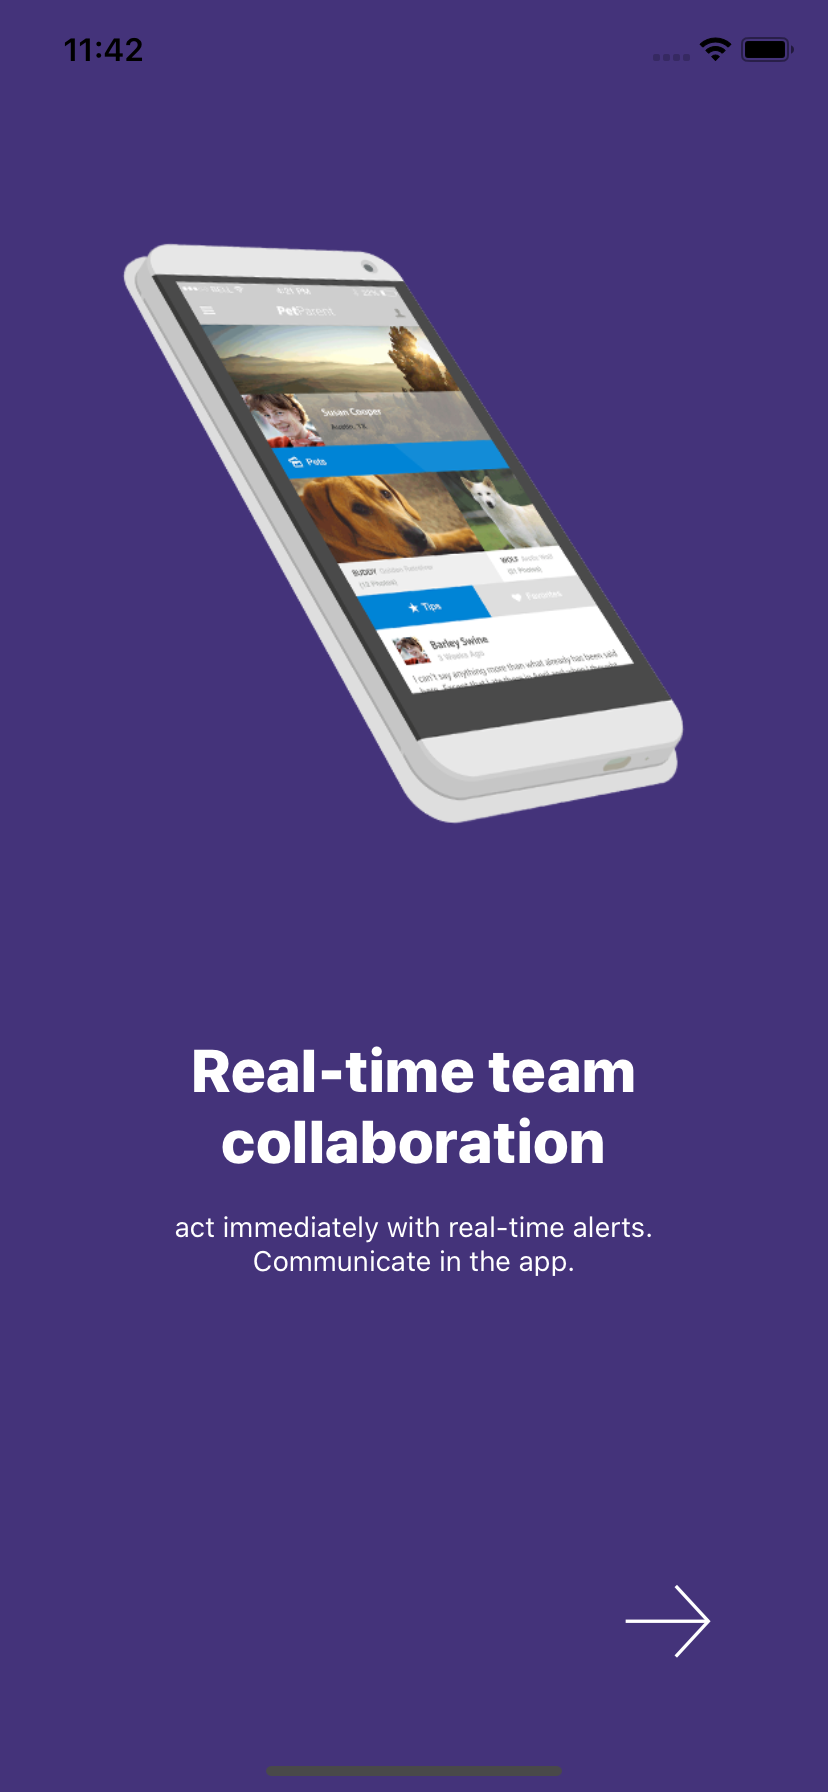 11:42
4:21 PM
PetParent
Susan Cooper
Austin, TX
Pets
BUDDY Golden Retriever
(10 Photos)
WOLF Arctic Wolf
(21 Photos)
Tips
Favorites
Barley Swine
3 Weeks Ago
I can't say anything more than what already has been said
Real-time team
collaboration
act immediately with real-time alerts.
Communicate in the app.